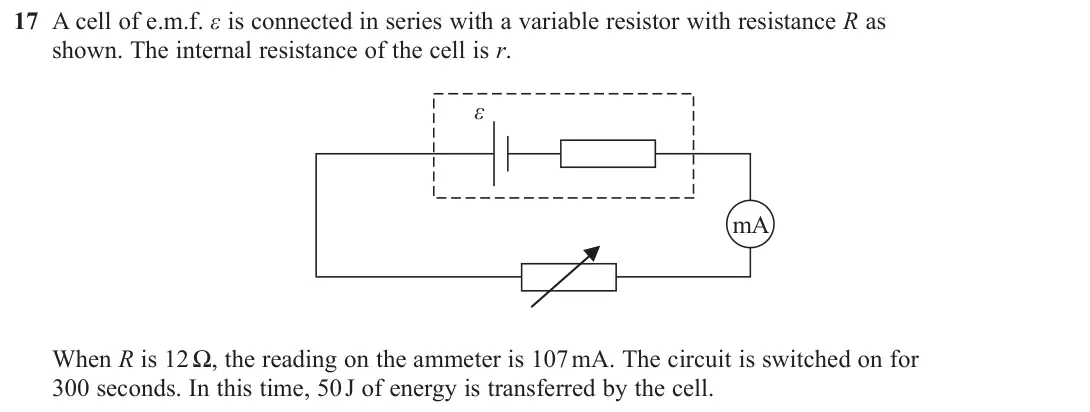 17 A cell of e.m.f. ε is connected in series with a variable resistor with resistance R as
shown. The internal resistance of the cell is r.
ε
mA
When R is 12 Ω, the reading on the ammeter is 107 mA. The circuit is switched on for
300 seconds. In this time, 50 J of energy is transferred by the cell.